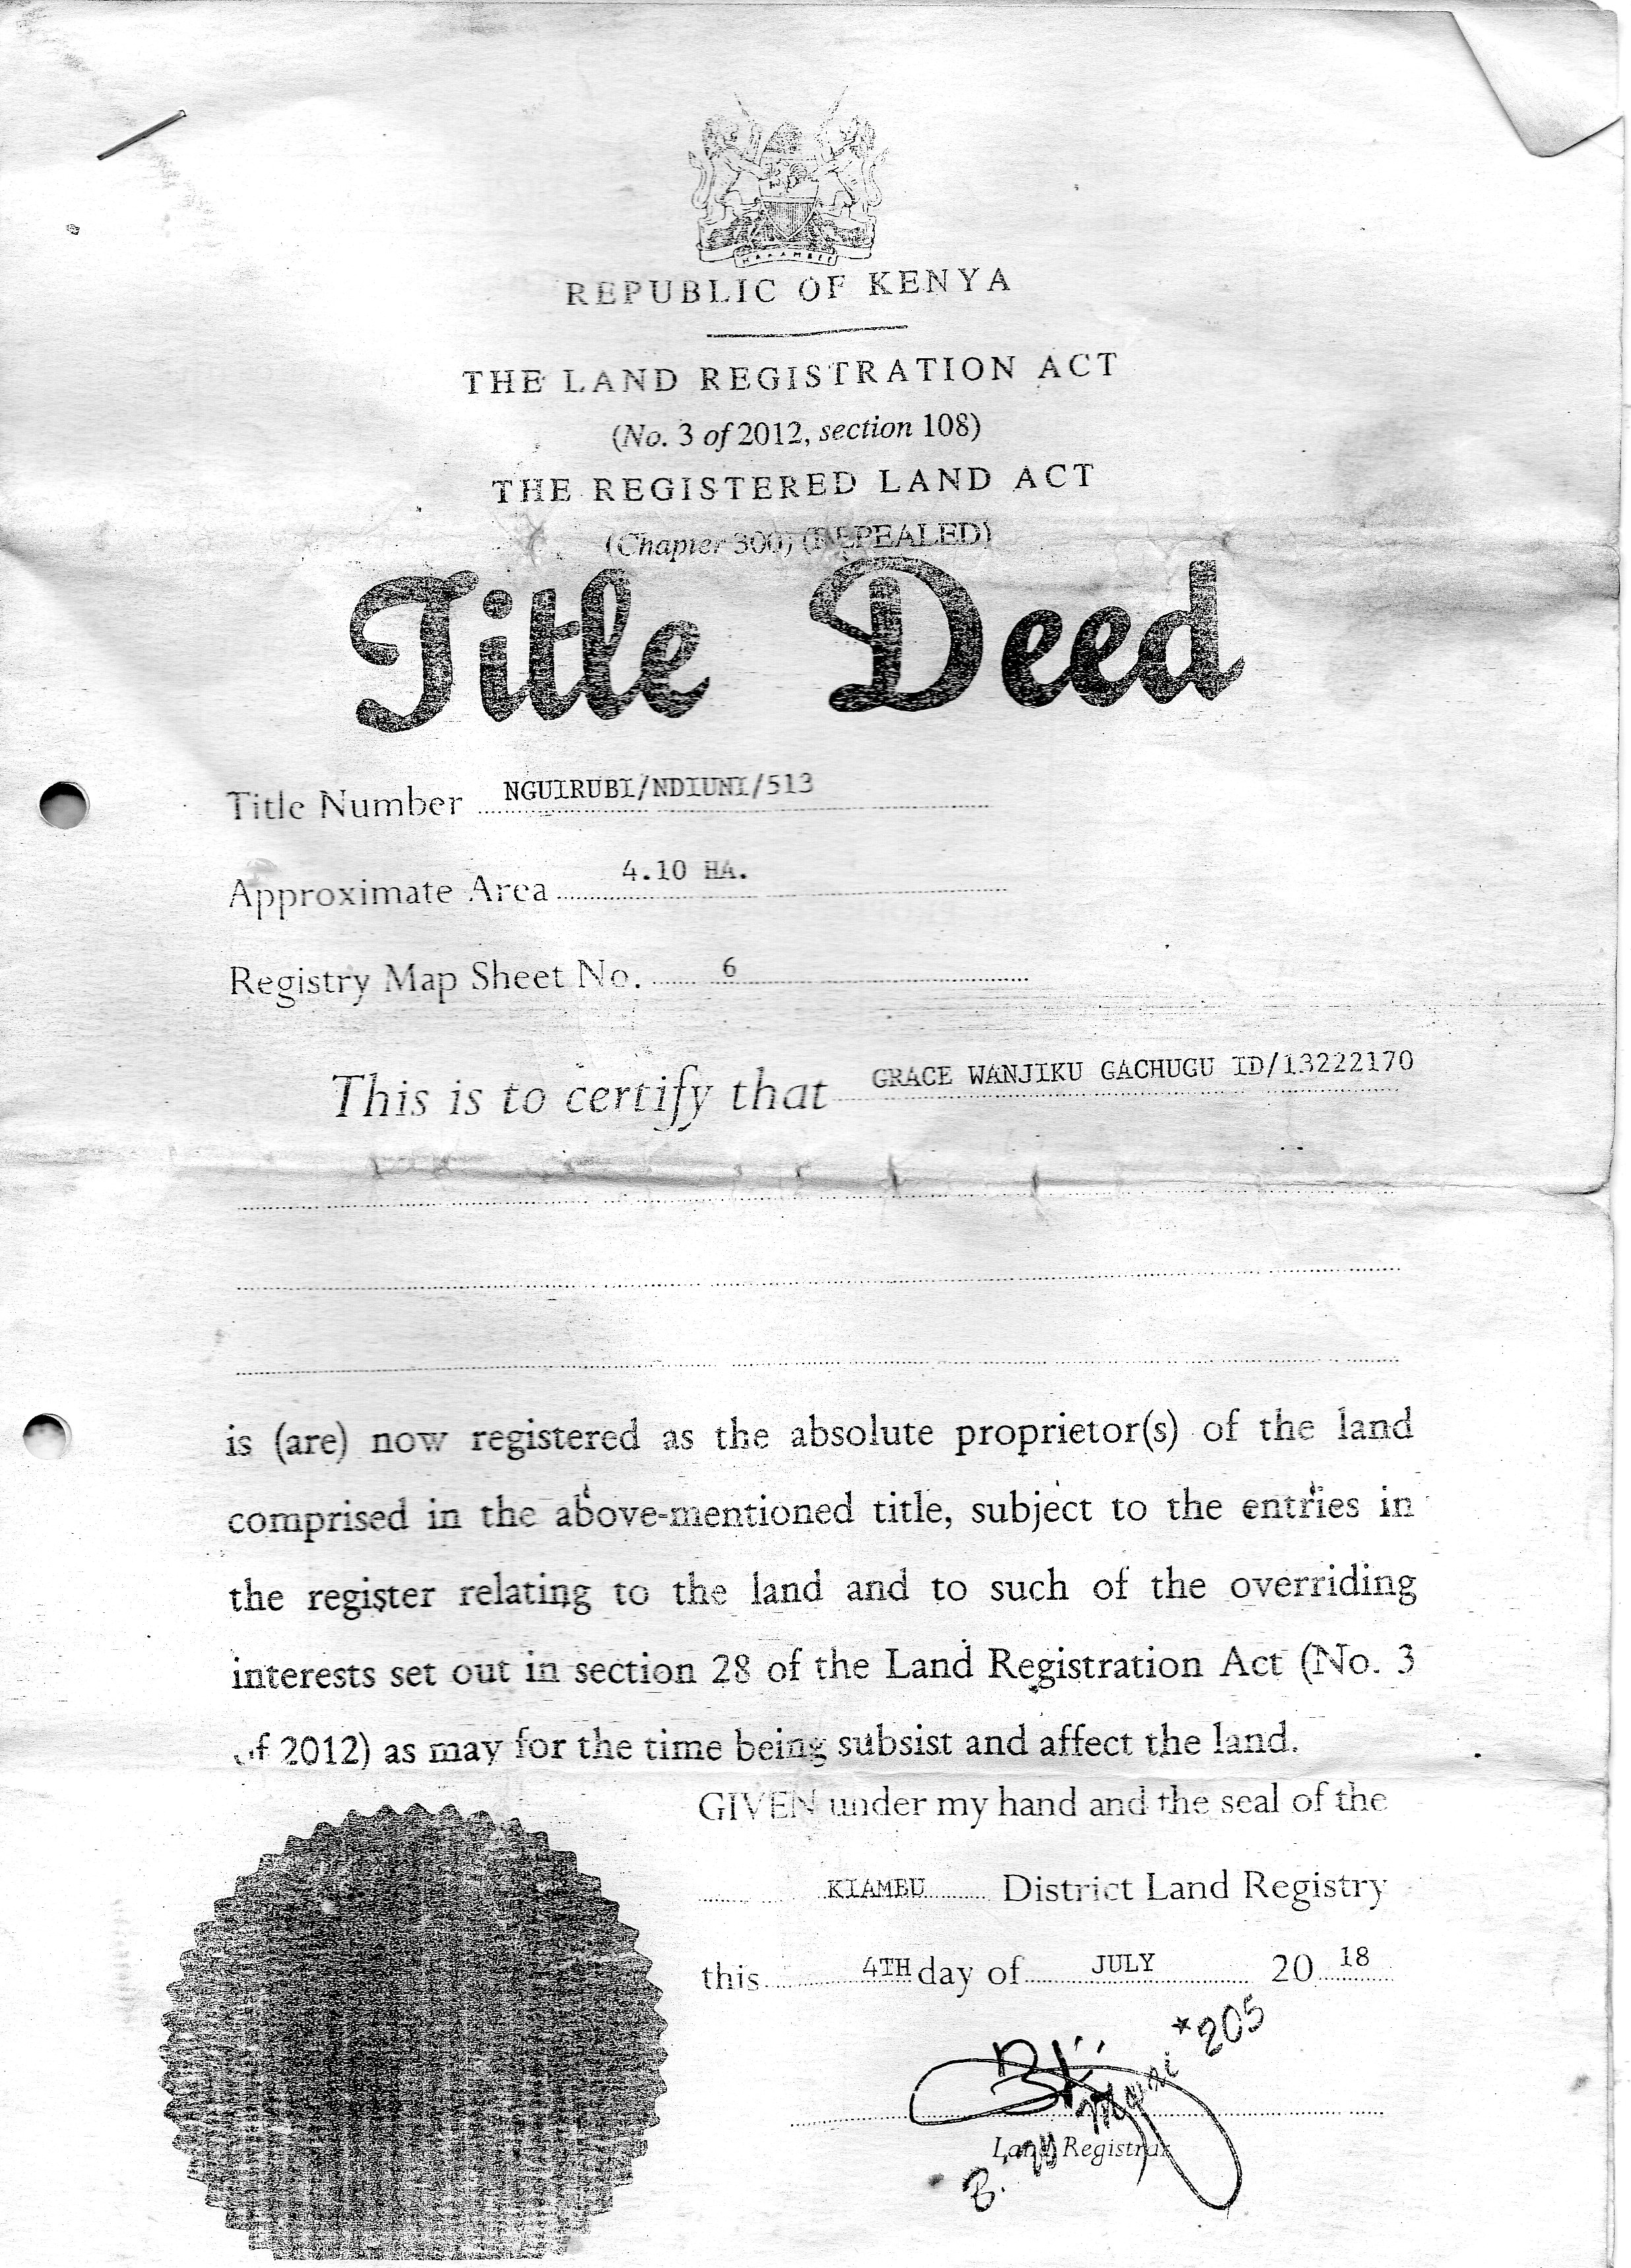 HARAMBEE
REPUBLIC OF KENYA
THE LAND REGISTRATION ACT
(No. 3 of 2012, section 108)
THE REGISTERED LAND ACT
(Chapter 300) (REPEALED)
Title Deed
Title Number NGUIRUBI/NDIUNI/513
Approximate Area 4.10 HA.
Registry Map Sheet No. 6
This is to certify that GRACE WANJIKU GACHUGU ID/13222170
is (are) now registered as the absolute proprietor(s) of the land
comprised in the above-mentioned title, subject to the entries in
the register relating to the land and to such of the overriding
interests set out in section 28 of the Land Registration Act (No. 3
of 2012) as may for the time being subsist and affect the land.
GIVEN under my hand and the seal of the
KIAMBU District Land Registry
this 4TH day of JULY 20 18
*205
Land Registrar